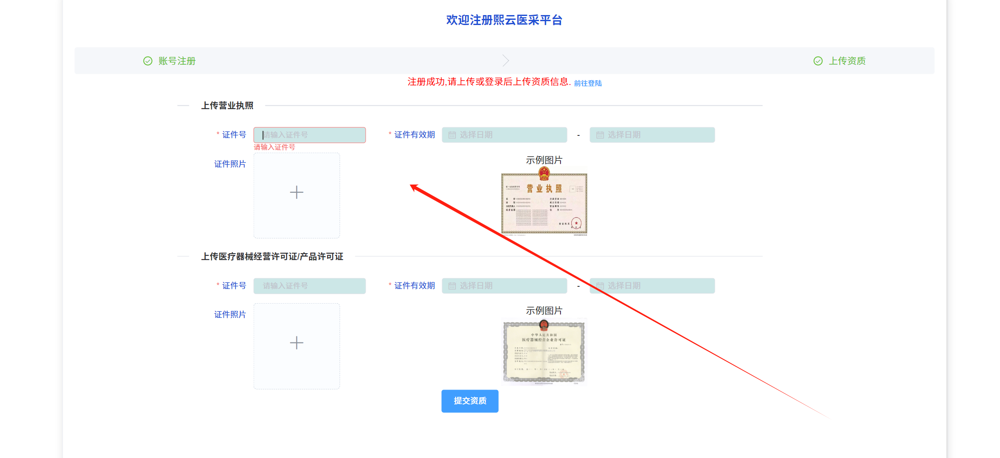 欢迎注册熙云医采平台
账号注册
上传资质
注册成功,请上传或登录后上传资质信息. 前往登陆
上传营业执照
* 证件号 请输入证件号 * 证件有效期 选择日期 - 选择日期
请输入证件号
证件照片
示例图片
营业执照
上传医疗器械经营许可证/产品许可证
* 证件号 请输入证件号 * 证件有效期 选择日期 - 选择日期
证件照片
示例图片
中华人民共和国
医疗器械经营企业许可证
提交资质